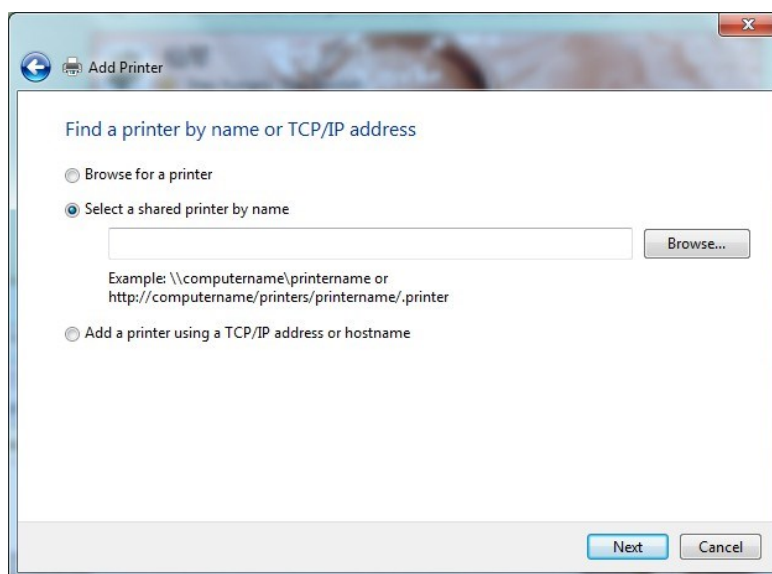 Add Printer
Find a printer by name or TCP/IP address
Browse for a printer
Select a shared printer by name
Browse...
Example: \\computername\printername or
http://computername/printers/printername/.printer
Add a printer using a TCP/IP address or hostname
Next
Cancel